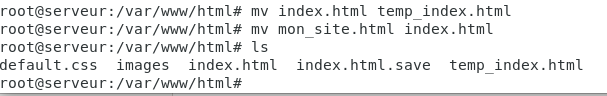 root@serveur:/var/www/html# mv index.html temp_index.html
root@serveur:/var/www/html# mv mon_site.html index.html
root@serveur:/var/www/html# ls
default.css  images  index.html  index.html.save  temp_index.html
root@serveur:/var/www/html#